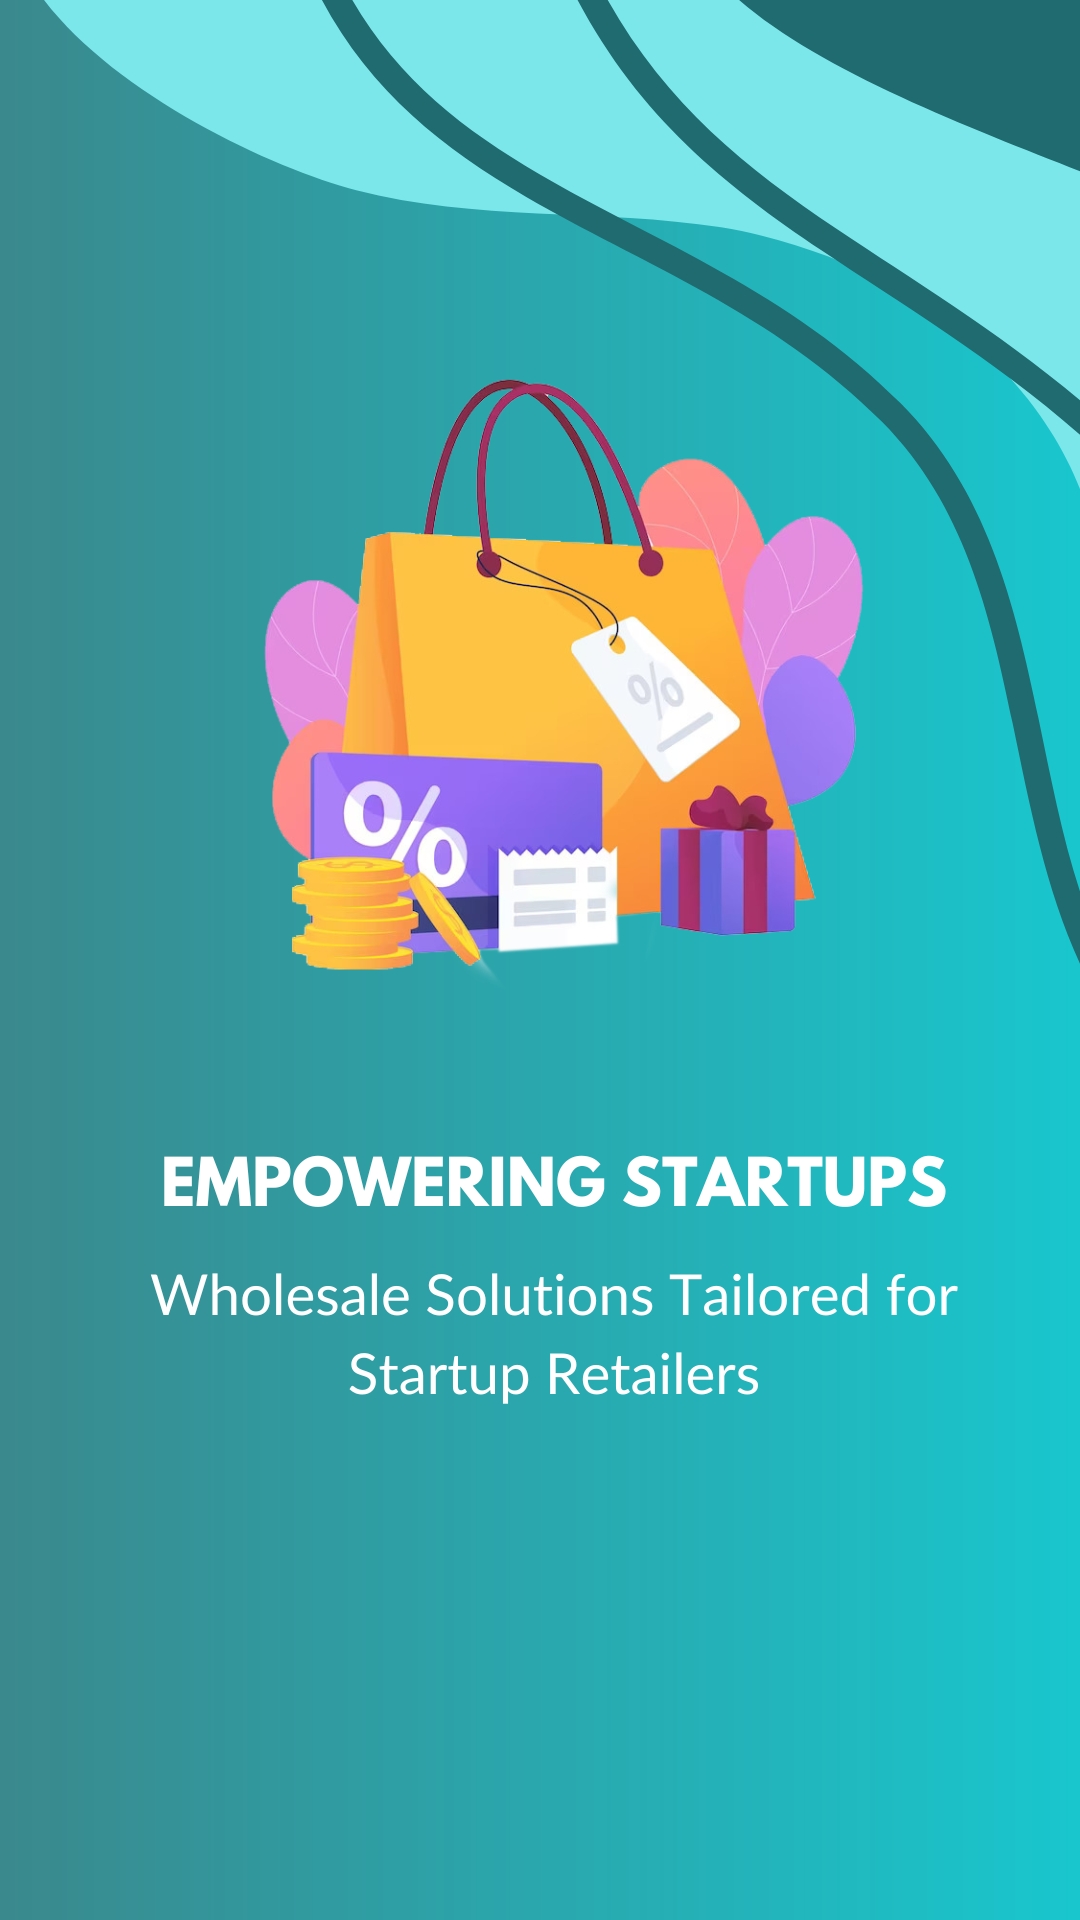 %
%
EMPOWERING STARTUPS
Wholesale Solutions Tailored for
Startup Retailers